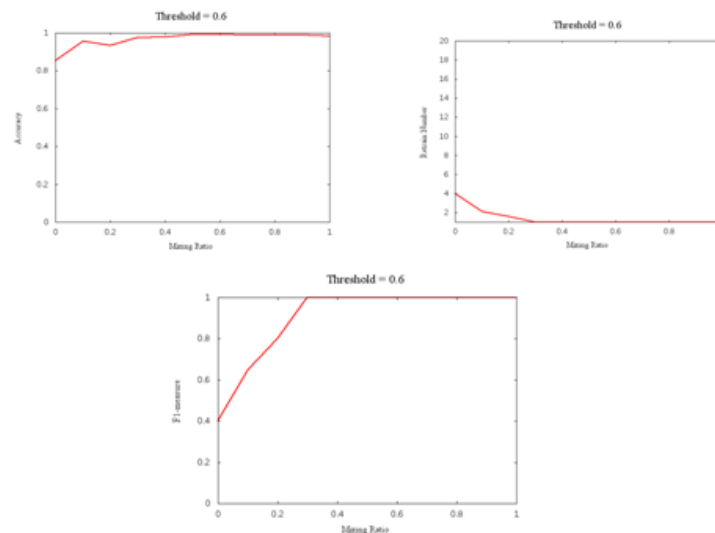 Threshold = 0.6
1
0.8
0.6
0.4
0.2
0
Accuracy
0 0.2 0.4 0.6 0.8 1
Mixing Ratio
Threshold = 0.6
20
18
16
14
12
10
8
6
4
2
Retrain Number
0 0.2 0.4 0.6 0.8
Mixing Ratio
Threshold = 0.6
1
0.8
0.6
0.4
0.2
0
F1-measure
0 0.2 0.4 0.6 0.8 1
Mixing Ratio